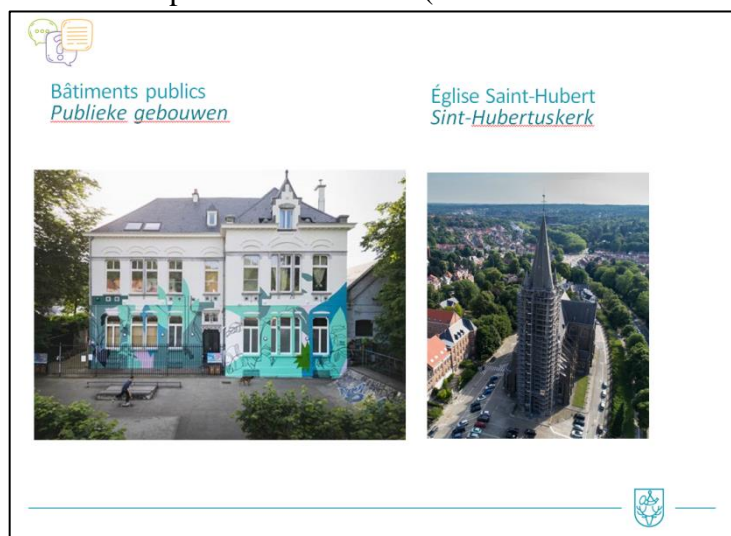 Bâtiments publics
Publieke gebouwen
Église Saint-Hubert
Sint-Hubertuskerk